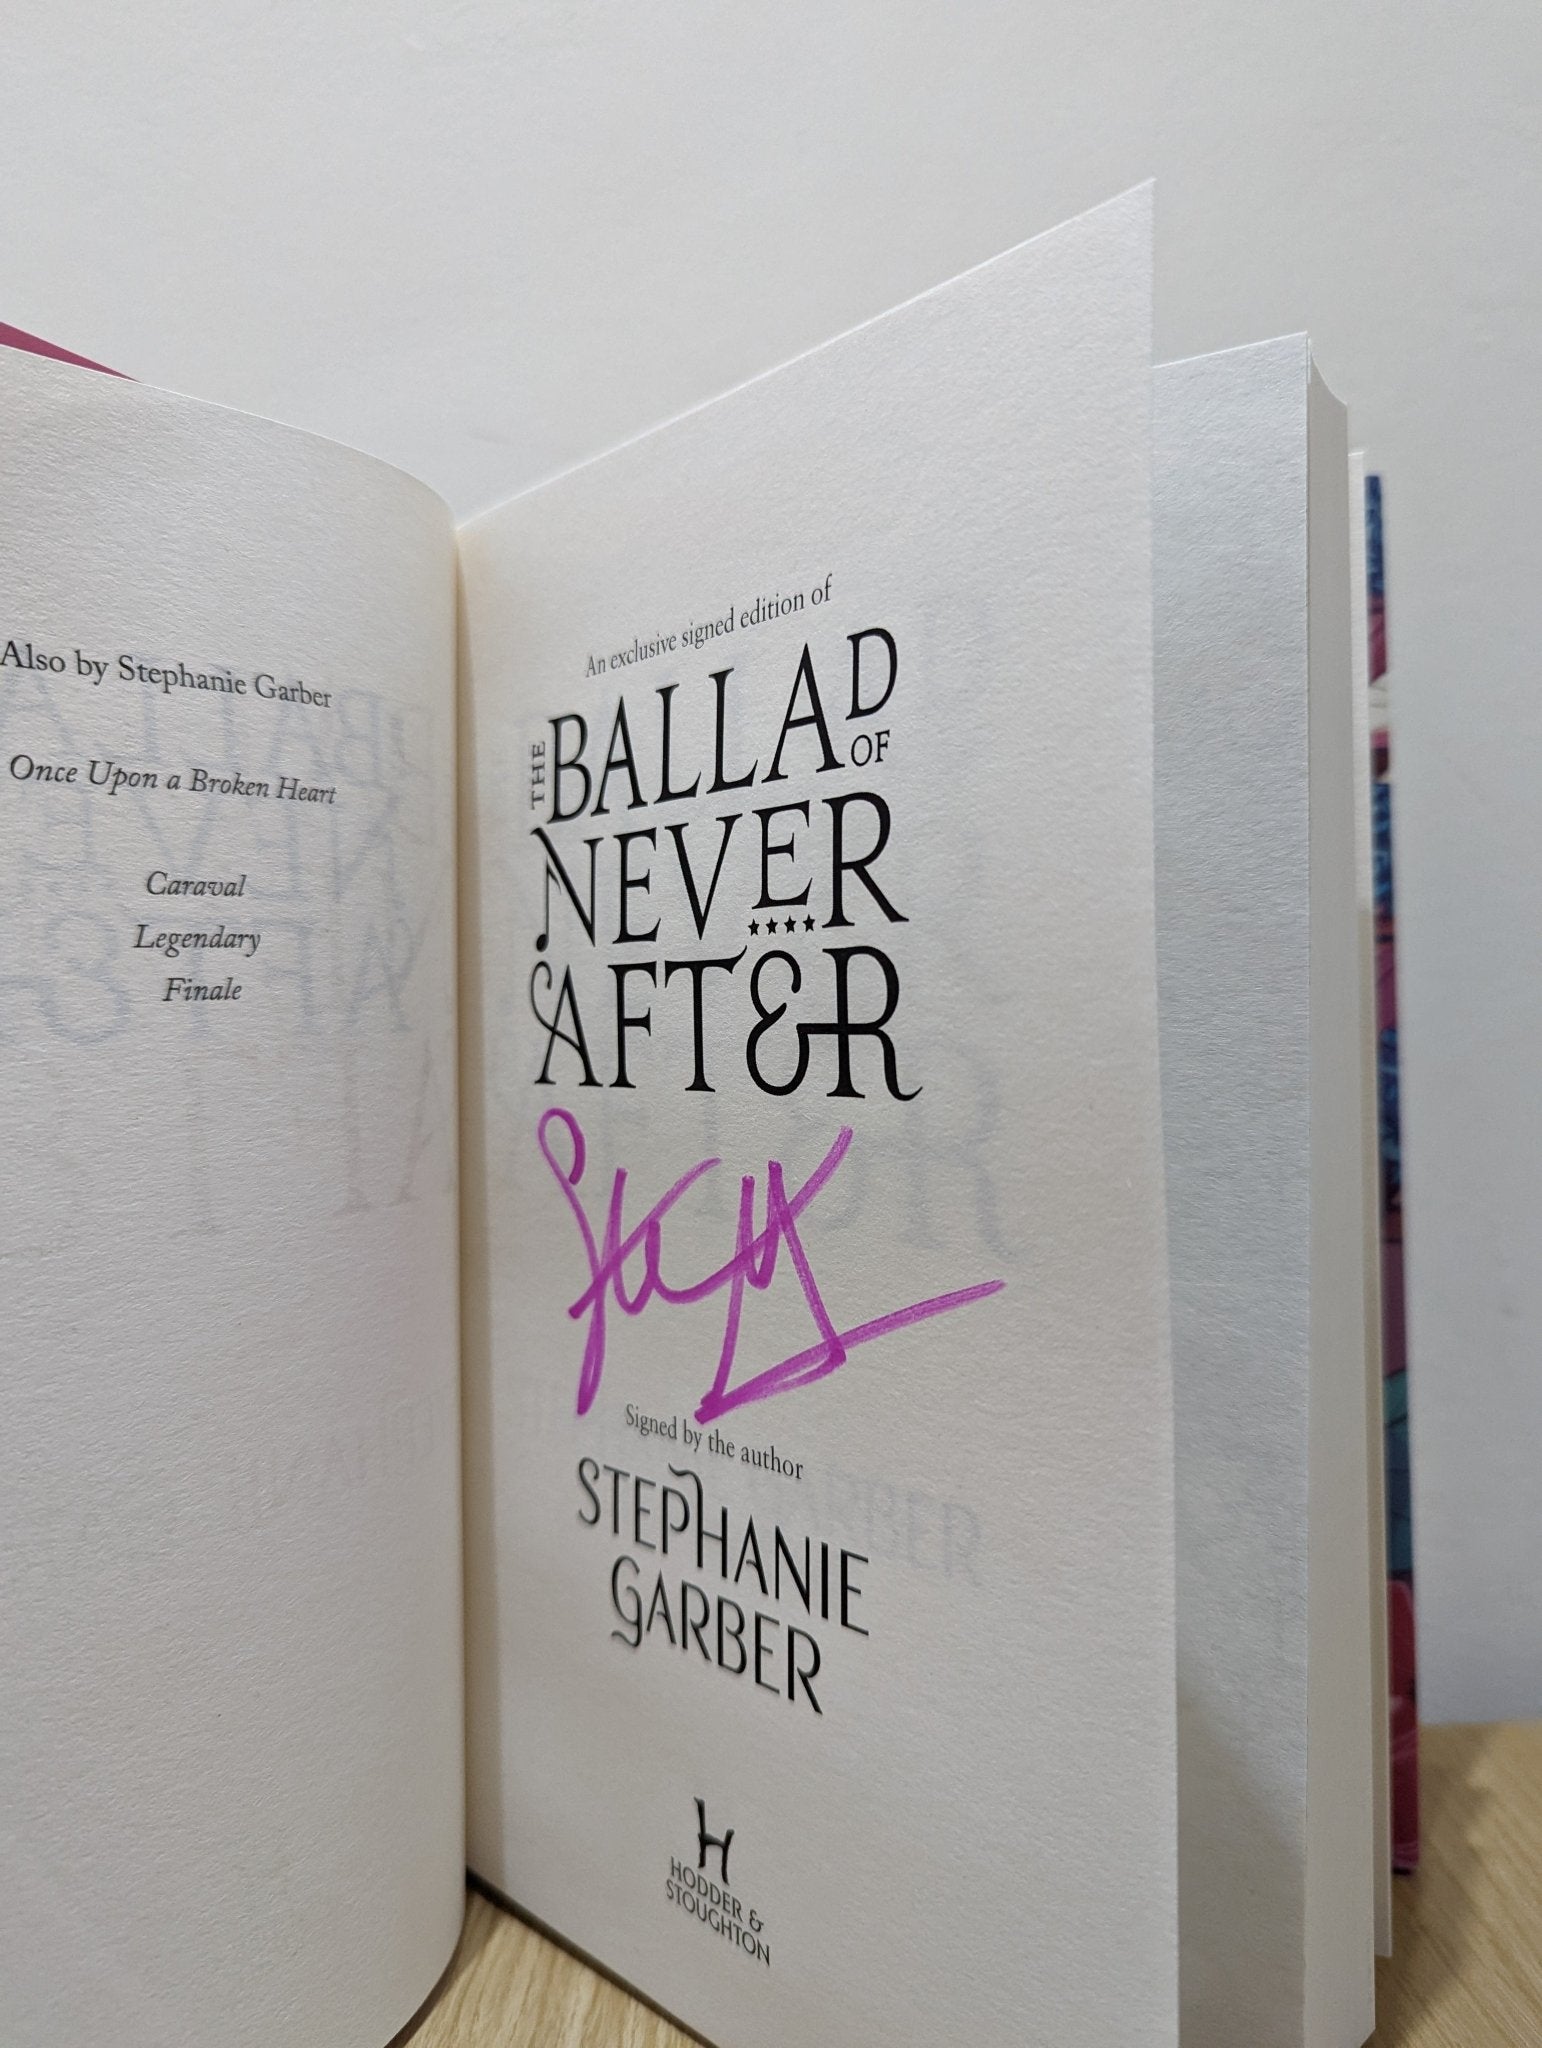 Also by Stephanie Garber
Once Upon a Broken Heart
Caraval
Legendary
Finale
An exclusive signed edition of
THE BALLAD
OF
NEVER
AFTER
Signed by the author
STEPHANIE
GARBER
H
HODDER &
STOUGHTON